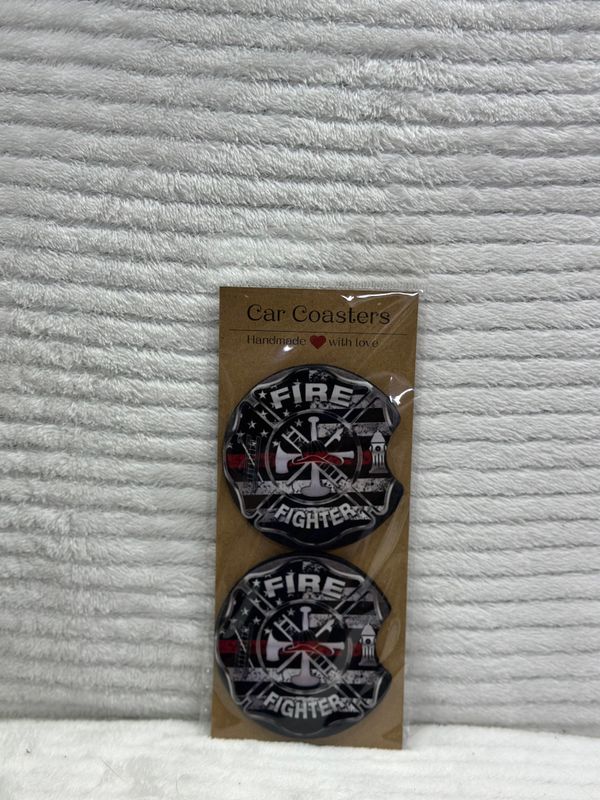 Car Coasters
Handmade ❤ with love
FIRE
FIGHTER
FIRE
FIGHTER